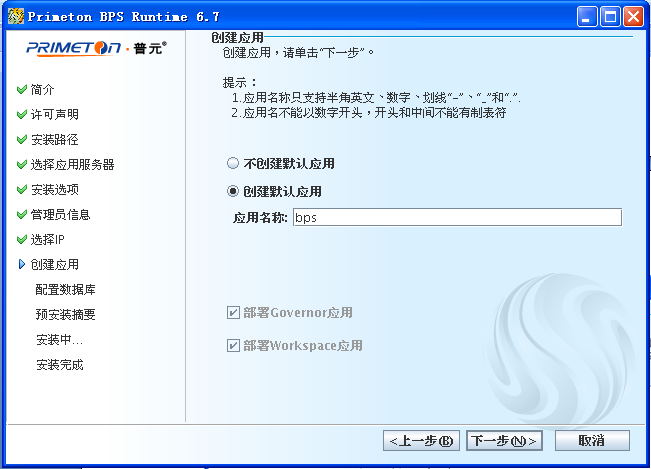 Primeton BPS Runtime 6.7
PRIMETON·普元®
简介
许可声明
安装路径
选择应用服务器
安装选项
管理员信息
选择IP
创建应用
配置数据库
预安装摘要
安装中...
安装完成
创建应用
创建应用，请单击“下一步”。
提示：
1.应用名称只支持半角英文、数字、划线“-”、“_”和“.”.
2.应用名不能以数字开头，开头和中间不能有制表符
不创建默认应用
创建默认应用
应用名称: bps
部署Governor应用
部署Workspace应用
<上一步(B) 下一步(N)> 取消